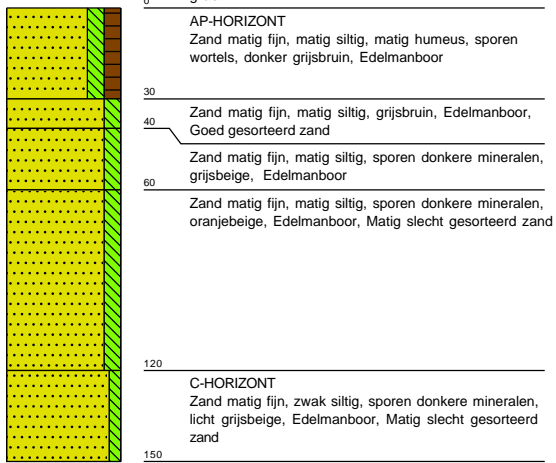 0
AP-HORIZONT
Zand matig fijn, matig siltig, matig humeus, sporen
wortels, donker grijsbruin, Edelmanboor
30
Zand matig fijn, matig siltig, grijsbruin, Edelmanboor,
Goed gesorteerd zand
40
Zand matig fijn, matig siltig, sporen donkere mineralen,
grijsbeige, Edelmanboor
60
Zand matig fijn, matig siltig, sporen donkere mineralen,
oranjebeige, Edelmanboor, Matig slecht gesorteerd zand
120
C-HORIZONT
Zand matig fijn, zwak siltig, sporen donkere mineralen,
licht grijsbeige, Edelmanboor, Matig slecht gesorteerd
zand
150